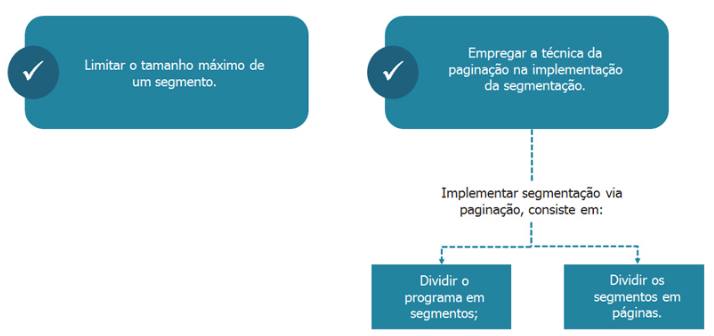 Limitar o tamanho máximo de
um segmento.
Empregar a técnica da
paginação na implementação
da segmentação.
Implementar segmentação via
paginação, consiste em:
Dividir o
programa em
segmentos;
Dividir os
segmentos em
páginas.